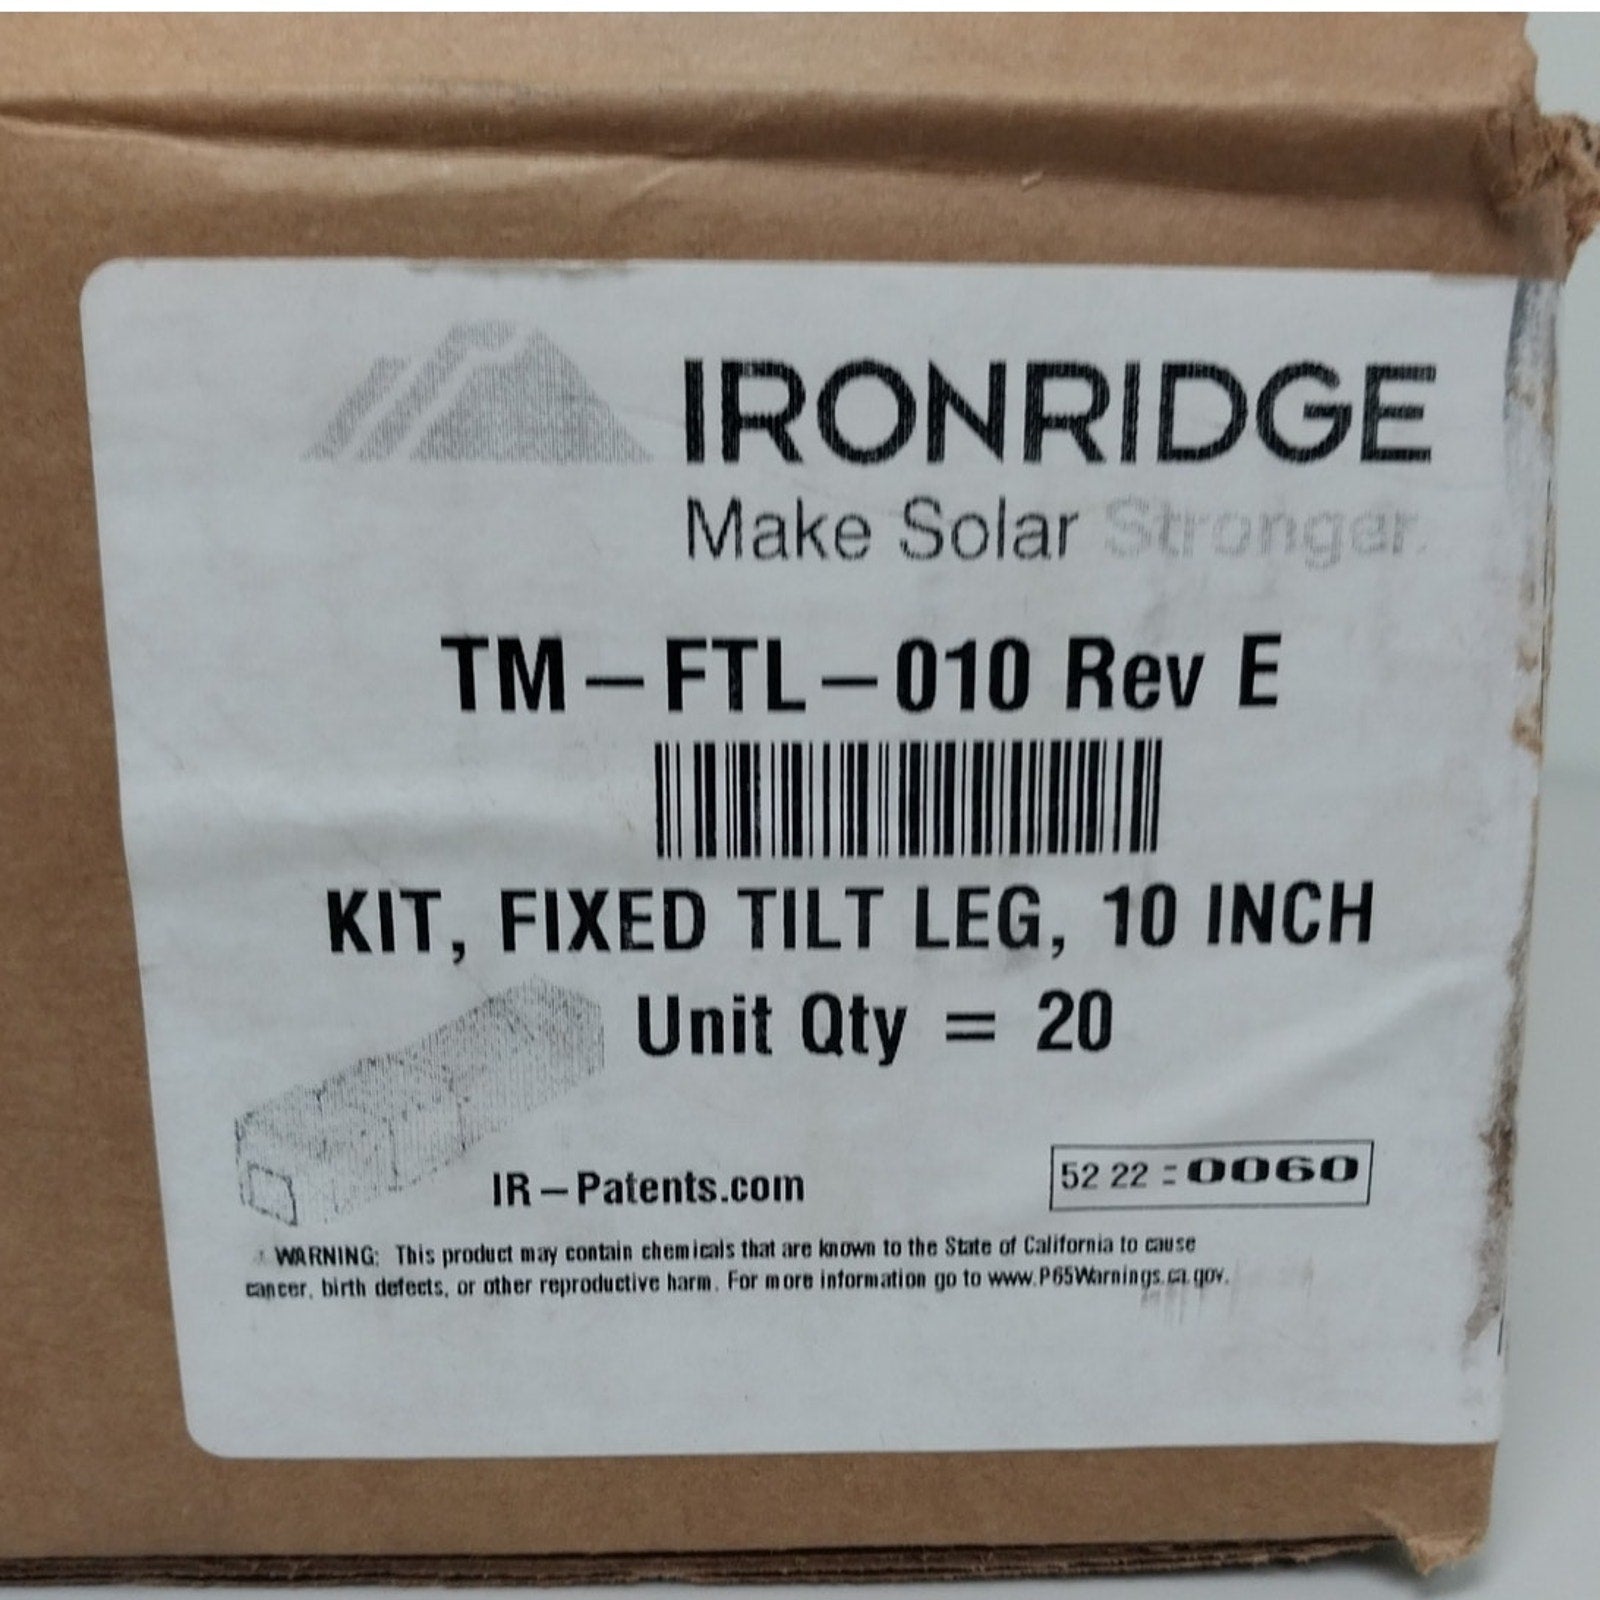 IRONRIDGE
Make Solar Stronger.
TM-FTL-010 Rev E
KIT, FIXED TILT LEG, 10 INCH
Unit Qty = 20
IR-Patents.com
52 22 - 0060
WARNING: This product may contain chemicals that are known to the State of California to cause
cancer, birth defects, or other reproductive harm. For more information go to www.P65Warnings.ca.gov.